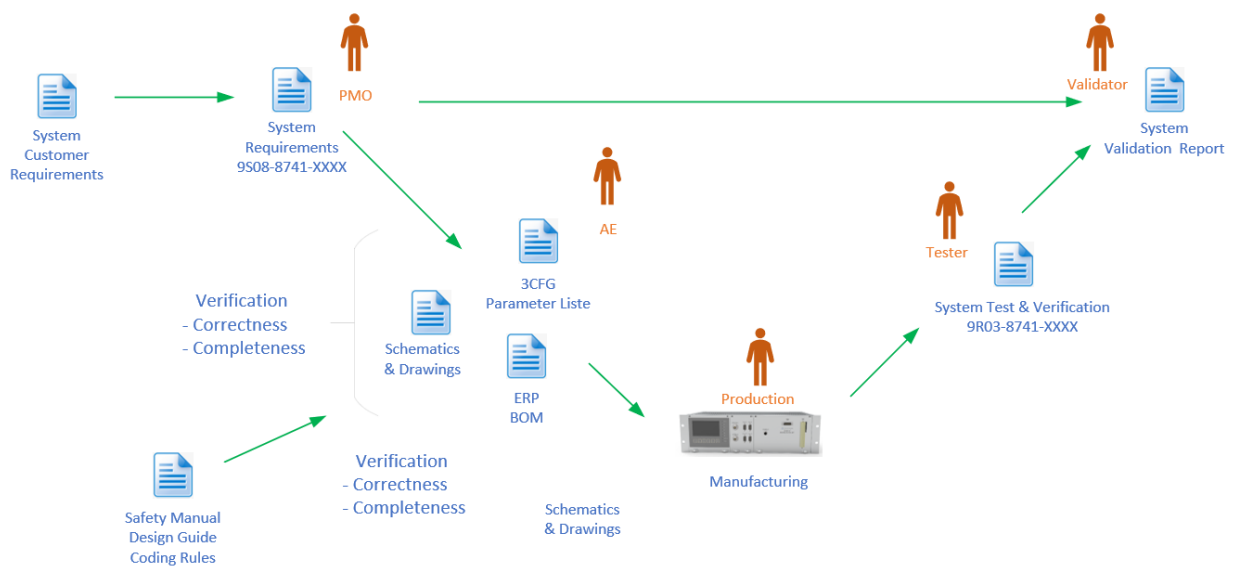 PMO
Validator
System
Customer
Requirements
System
Requirements
9S08-8741-XXXX
System
Validation Report
AE
Tester
3CFG
Parameter Liste
Verification
- Correctness
- Completeness
Schematics
& Drawings
System Test & Verification
9R03-8741-XXXX
ERP
BOM
Production
Manufacturing
Verification
- Correctness
- Completeness
Schematics
& Drawings
Safety Manual
Design Guide
Coding Rules